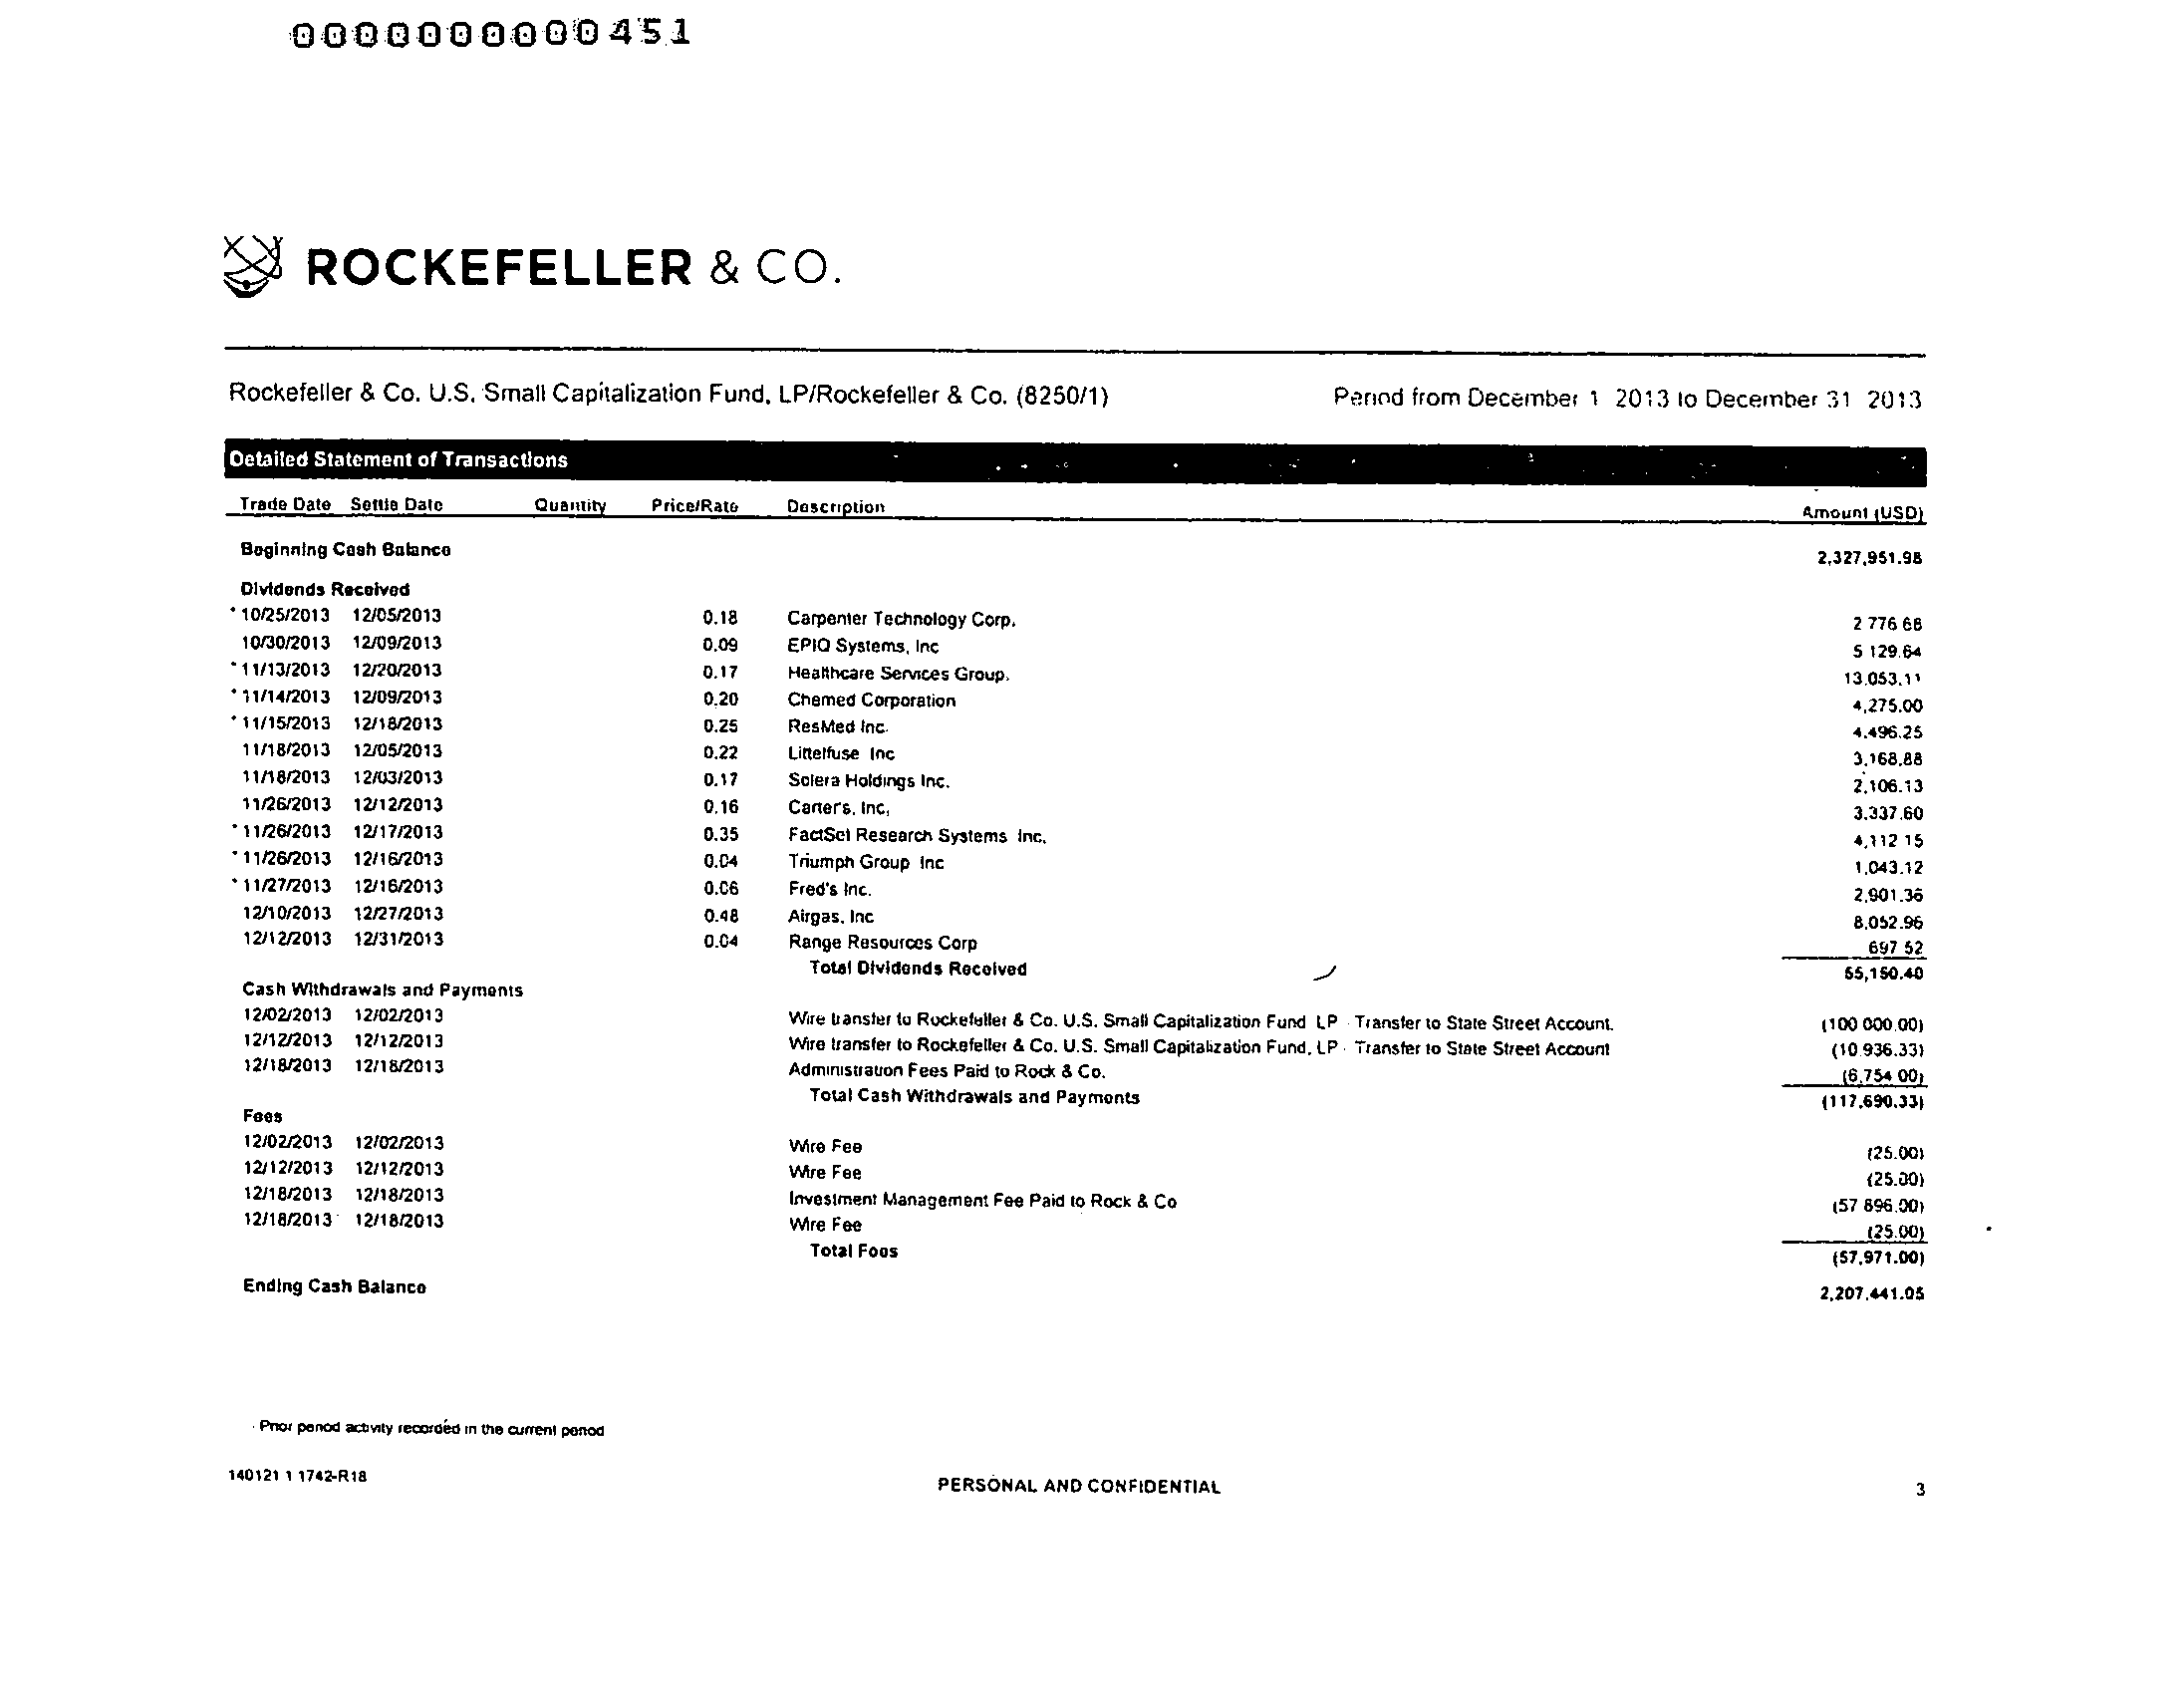 0000000000451
ROCKEFELLER & CO.
Rockefeller & Co. U.S. Small Capitalization Fund, LP/Rockefeller & Co. (8250/1) Period from December 1 2013 to December 31 2013
Detailed Statement of Transactions
Trade Date Settle Date Quantity Price/Rate Description Amount (USD)
Beginning Cash Balance 2,327,951.98
Dividends Received
* 10/25/2013 12/05/2013 0.18 Carpenter Technology Corp. 2 776 68
10/30/2013 12/09/2013 0.09 EPIQ Systems, Inc 5 129.64
* 11/13/2013 12/20/2013 0.17 Healthcare Services Group, 13,053.11
* 11/14/2013 12/09/2013 0.20 Chemed Corporation 4,275.00
* 11/15/2013 12/18/2013 0.25 ResMed Inc. 4,496.25
11/18/2013 12/05/2013 0.22 Littelfuse Inc 3,168.88
11/18/2013 12/03/2013 0.17 Solera Holdings Inc. 2,106.13
11/26/2013 12/12/2013 0.16 Carter's, Inc, 3,337.60
* 11/26/2013 12/17/2013 0.35 FactSet Research Systems Inc. 4,112 15
* 11/26/2013 12/16/2013 0.04 Triumph Group Inc 1,043.12
* 11/27/2013 12/16/2013 0.06 Fred's Inc. 2,901.36
12/10/2013 12/27/2013 0.48 Airgas, Inc 8,052.96
12/12/2013 12/31/2013 0.04 Range Resources Corp 697 52
Total Dividends Received 55,150.40
Cash Withdrawals and Payments
12/02/2013 12/02/2013 Wire transfer to Rockefeller & Co. U.S. Small Capitalization Fund LP - Transfer to State Street Account. (100 000.00)
12/12/2013 12/12/2013 Wire transfer to Rockefeller & Co. U.S. Small Capitalization Fund, LP - Transfer to State Street Account (10,936.33)
12/18/2013 12/18/2013 Administration Fees Paid to Rock & Co. (6,754 00)
Total Cash Withdrawals and Payments (117,690.33)
Fees
12/02/2013 12/02/2013 Wire Fee (25.00)
12/12/2013 12/12/2013 Wire Fee (25.00)
12/18/2013 12/18/2013 Investment Management Fee Paid to Rock & Co (57 896.00)
12/18/2013 12/18/2013 Wire Fee (25.00)
Total Fees (57,971.00)
Ending Cash Balance 2,207,441.05
· Prior period activity recorded in the current period
140121 1 1742-R18 PERSONAL AND CONFIDENTIAL 3